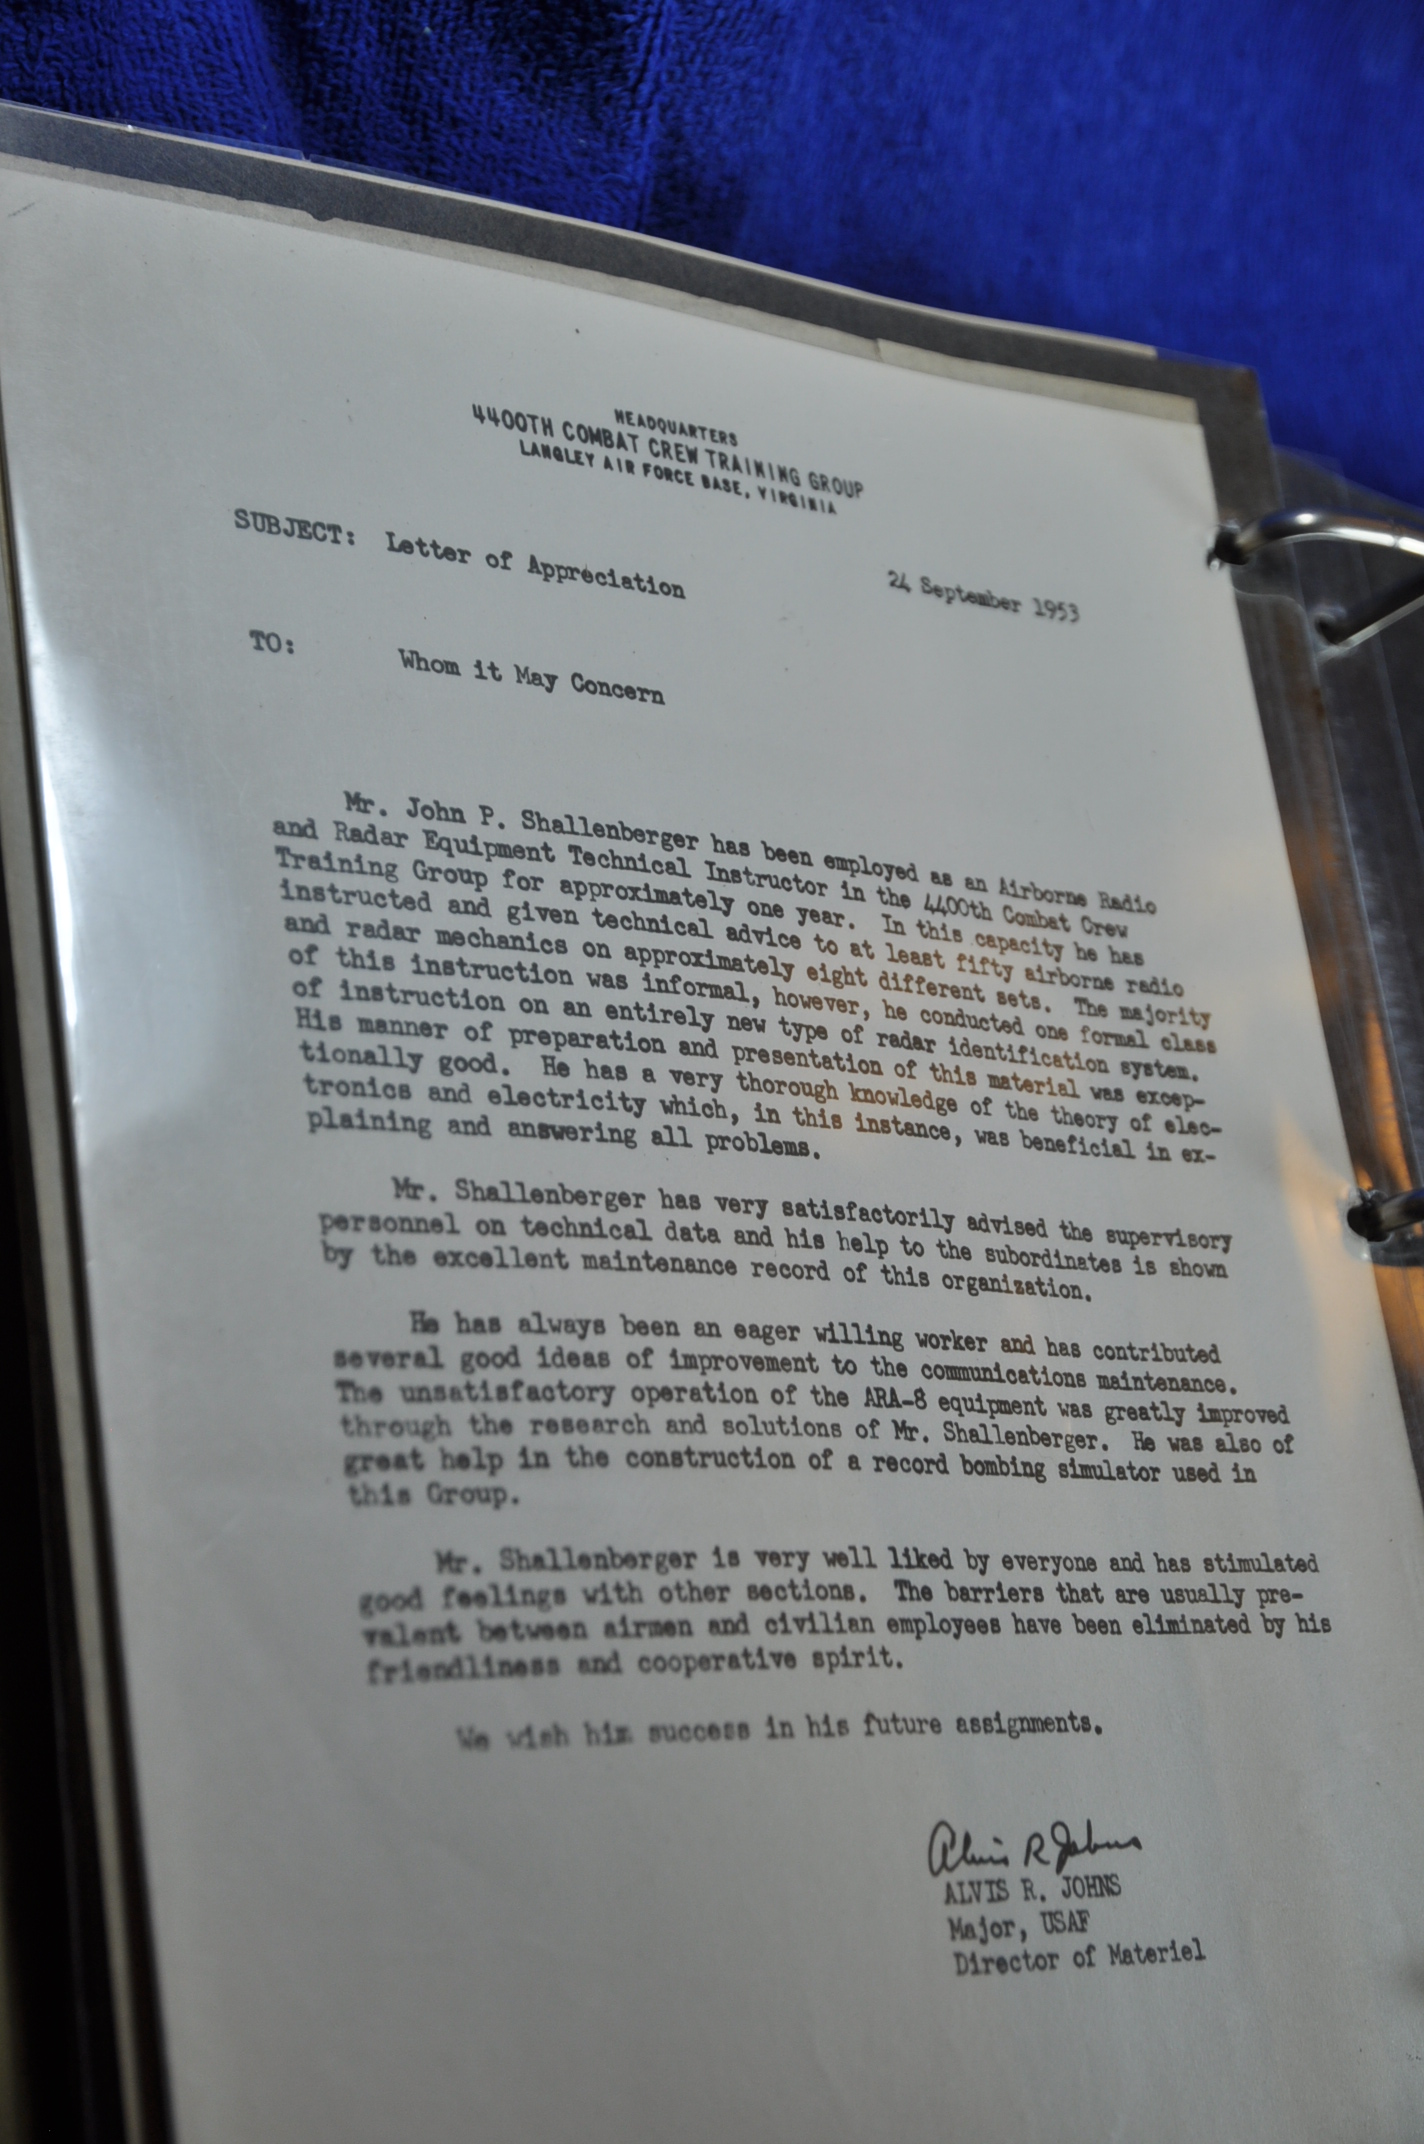 HEADQUARTERS
4400TH COMBAT CREW TRAINING GROUP
LANGLEY AIR FORCE BASE, VIRGINIA
SUBJECT: Letter of Appreciation
24 September 1953
TO: Whom it May Concern
Mr. John P. Shallenberger has been employed as an Airborne Radio
and Radar Equipment Technical Instructor in the 4400th Combat Crew
Training Group for approximately one year. In this capacity he has
instructed and given technical advice to at least fifty airborne radio
and radar mechanics on approximately eight different sets. The majority
of this instruction was informal, however, he conducted one formal class
of instruction on an entirely new type of radar identification system.
His manner of preparation and presentation of this material was excep-
tionally good. He has a very thorough knowledge of the theory of elec-
tronics and electricity which, in this instance, was beneficial in ex-
plaining and answering all problems.
Mr. Shallenberger has very satisfactorily advised the supervisory
personnel on technical data and his help to the subordinates is shown
by the excellent maintenance record of this organization.
He has always been an eager willing worker and has contributed
several good ideas of improvement to the communications maintenance.
The unsatisfactory operation of the ARA-8 equipment was greatly improved
through the research and solutions of Mr. Shallenberger. He was also of
great help in the construction of a record bombing simulator used in
this Group.
Mr. Shallenberger is very well liked by everyone and has stimulated
good feelings with other sections. The barriers that are usually pre-
valent between airmen and civilian employees have been eliminated by his
friendliness and cooperative spirit.
We wish him success in his future assignments.
Alvis R Johns
ALVIS R. JOHNS
Major, USAF
Director of Materiel